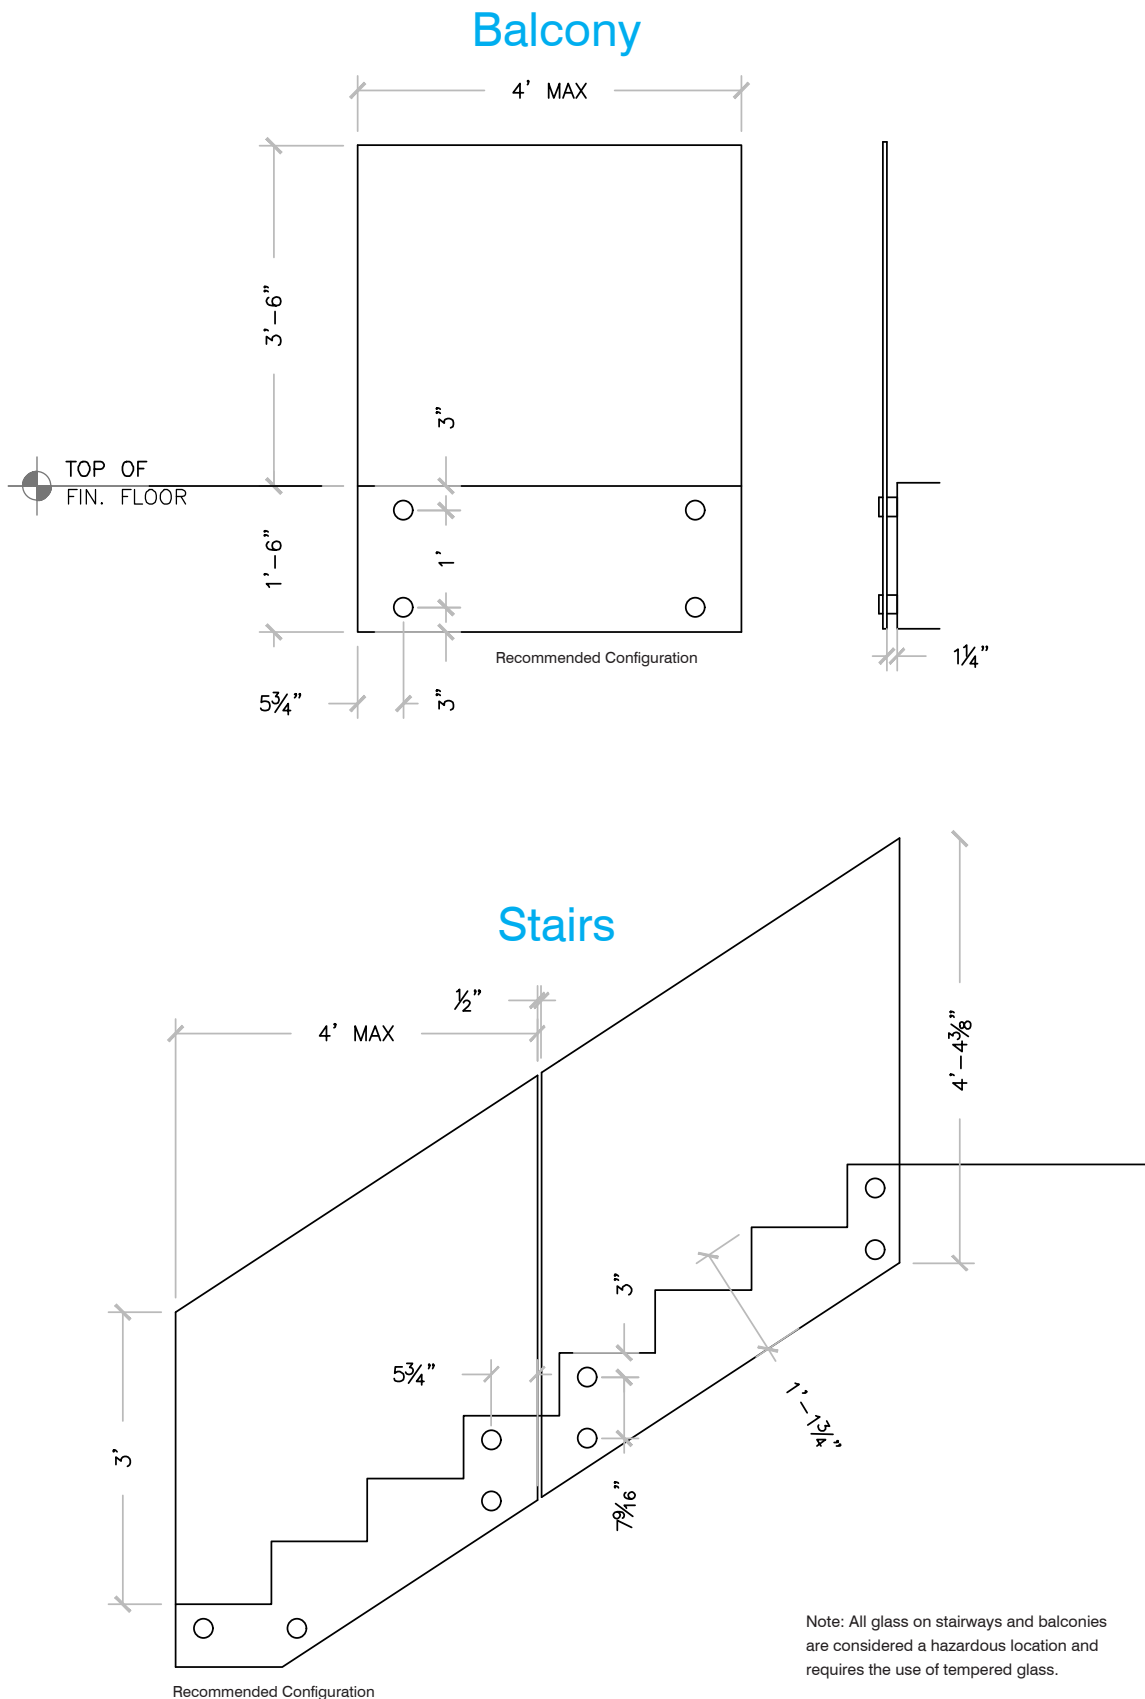 Balcony
4' MAX
3'-6"
3"
TOP OF
FIN. FLOOR
1'-6"
1'
Recommended Configuration
1¼"
5¾"
3"
Stairs
½"
4' MAX
4'-4⅜"
3"
5¾"
1'-1¾"
3'
7 9/16"
Note: All glass on stairways and balconies
are considered a hazardous location and
requires the use of tempered glass.
Recommended Configuration